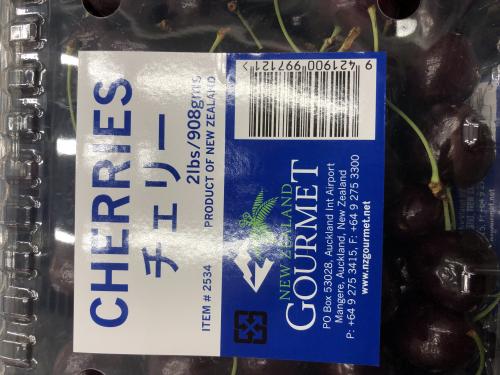 CHERRIES
チェリー
2lbs/908gms
ITEM # 2534 PRODUCT OF NEW ZEALAND
9 421900 997121 >
NEW ZEALAND
GOURMET
PO Box 53028, Auckland Int Airport
Mangere, Auckland, New Zealand
P: +64 9 275 3415. F: +64 9 275 3300
www.nzgourmet.net